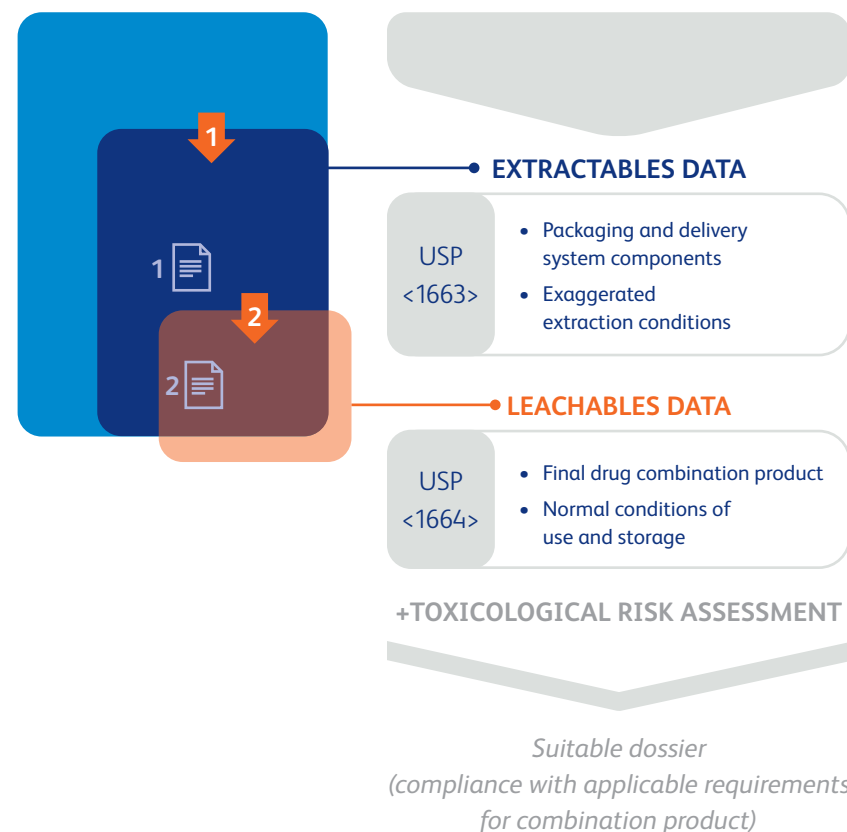 1
EXTRACTABLES DATA
USP
<1663>
• Packaging and delivery
system components
• Exaggerated
extraction conditions
1
2
2
LEACHABLES DATA
USP
<1664>
• Final drug combination product
• Normal conditions of
use and storage
+TOXICOLOGICAL RISK ASSESSMENT
Suitable dossier
(compliance with applicable requirements
for combination product)